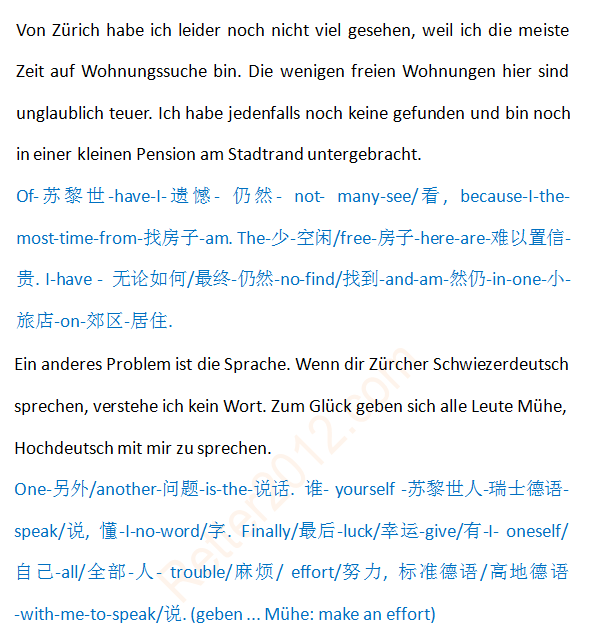 Von Zürich habe ich leider noch nicht viel gesehen, weil ich die meiste
Zeit auf Wohnungssuche bin. Die wenigen freien Wohnungen hier sind
unglaublich teuer. Ich habe jedenfalls noch keine gefunden und bin noch
in einer kleinen Pension am Stadtrand untergebracht.
Of-苏黎世-have-I-遗憾- 仍然- not- many-see/看, because-I-the-
most-time-from-找房子-am. The-少-空闲/free-房子-here-are-难以置信-
贵. I-have - 无论如何/最终-仍然-no-find/找到-and-am-然仍-in-one-小-
旅店-on-郊区-居住.
Ein anderes Problem ist die Sprache. Wenn dir Zürcher Schwiezerdeutsch
sprechen, verstehe ich kein Wort. Zum Glück geben sich alle Leute Mühe,
Hochdeutsch mit mir zu sprechen.
One-另外/another-问题-is-the-说话. 谁- yourself -苏黎世人-瑞士德语-
speak/说, 懂-I-no-word/字. Finally/最后-luck/幸运-give/有-I- oneself/
自己-all/全部-人- trouble/麻烦/ effort/努力, 标准德语/高地德语
-with-me-to-speak/说. (geben ... Mühe: make an effort)